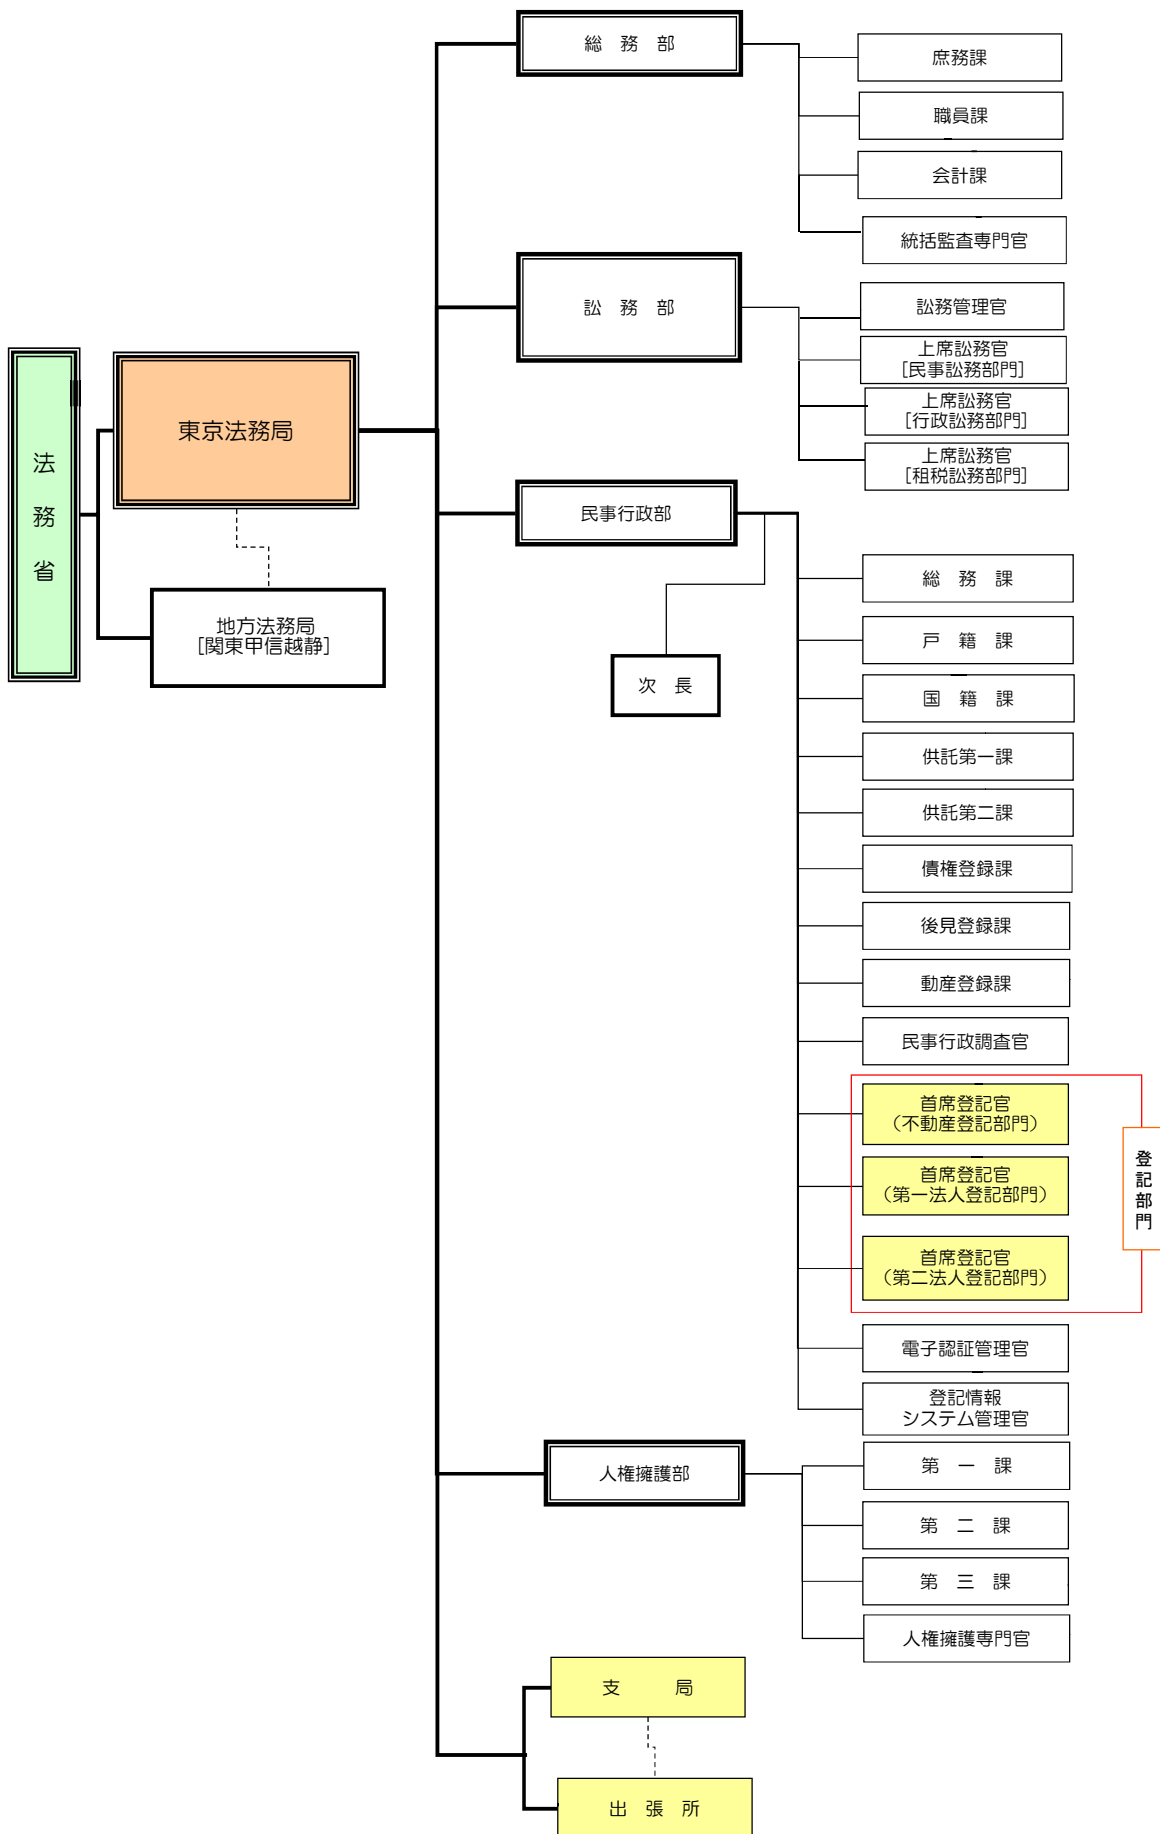 法務省
東京法務局
地方法務局
[関東甲信越静]
総　務　部
庶務課
職員課
会計課
統括監査専門官
訟　務　部
訟務管理官
上席訟務官
[民事訟務部門]
上席訟務官
[行政訟務部門]
上席訟務官
[租税訟務部門]
民事行政部
次　長
総　務　課
戸　籍　課
国　籍　課
供託第一課
供託第二課
債権登録課
後見登録課
動産登録課
民事行政調査官
首席登記官
（不動産登記部門）
首席登記官
（第一法人登記部門）
首席登記官
（第二法人登記部門）
登記部門
電子認証管理官
登記情報
システム管理官
人権擁護部
第　一　課
第　二　課
第　三　課
人権擁護専門官
支　　　局
出　張　所